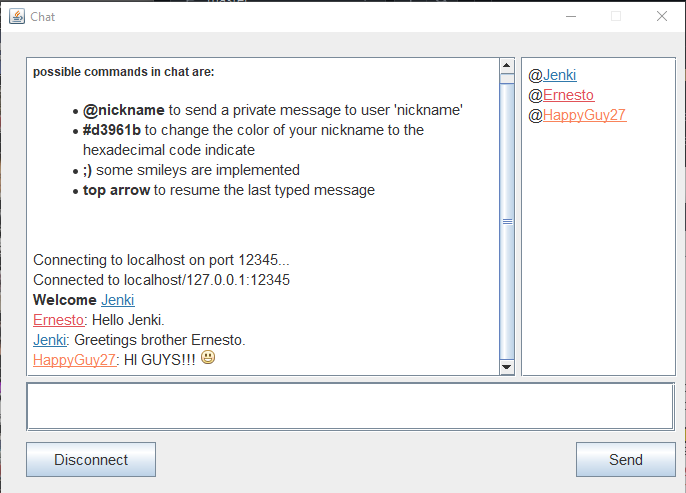 Chat
possible commands in chat are:
@nickname to send a private message to user 'nickname'
#d3961b to change the color of your nickname to the
hexadecimal code indicate
;) some smileys are implemented
top arrow to resume the last typed message
Connecting to localhost on port 12345...
Connected to localhost/127.0.0.1:12345
Welcome Jenki
Ernesto: Hello Jenki.
Jenki: Greetings brother Ernesto.
HappyGuy27: HI GUYS!!! 😃
@Jenki
@Ernesto
@HappyGuy27
Disconnect
Send